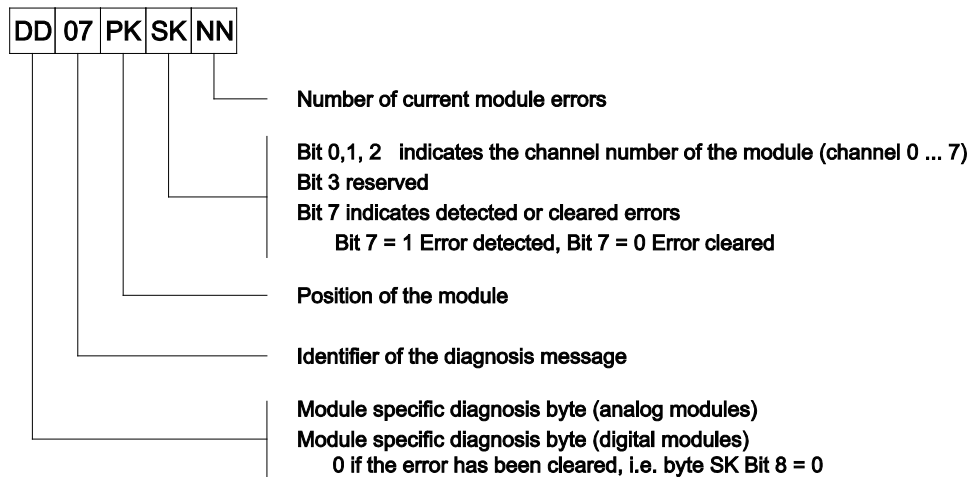 DD 07 PK SK NN
Number of current module errors
Bit 0,1, 2 indicates the channel number of the module (channel 0 ... 7)
Bit 3 reserved
Bit 7 indicates detected or cleared errors
Bit 7 = 1 Error detected, Bit 7 = 0 Error cleared
Position of the module
Identifier of the diagnosis message
Module specific diagnosis byte (analog modules)
Module specific diagnosis byte (digital modules)
0 if the error has been cleared, i.e. byte SK Bit 8 = 0